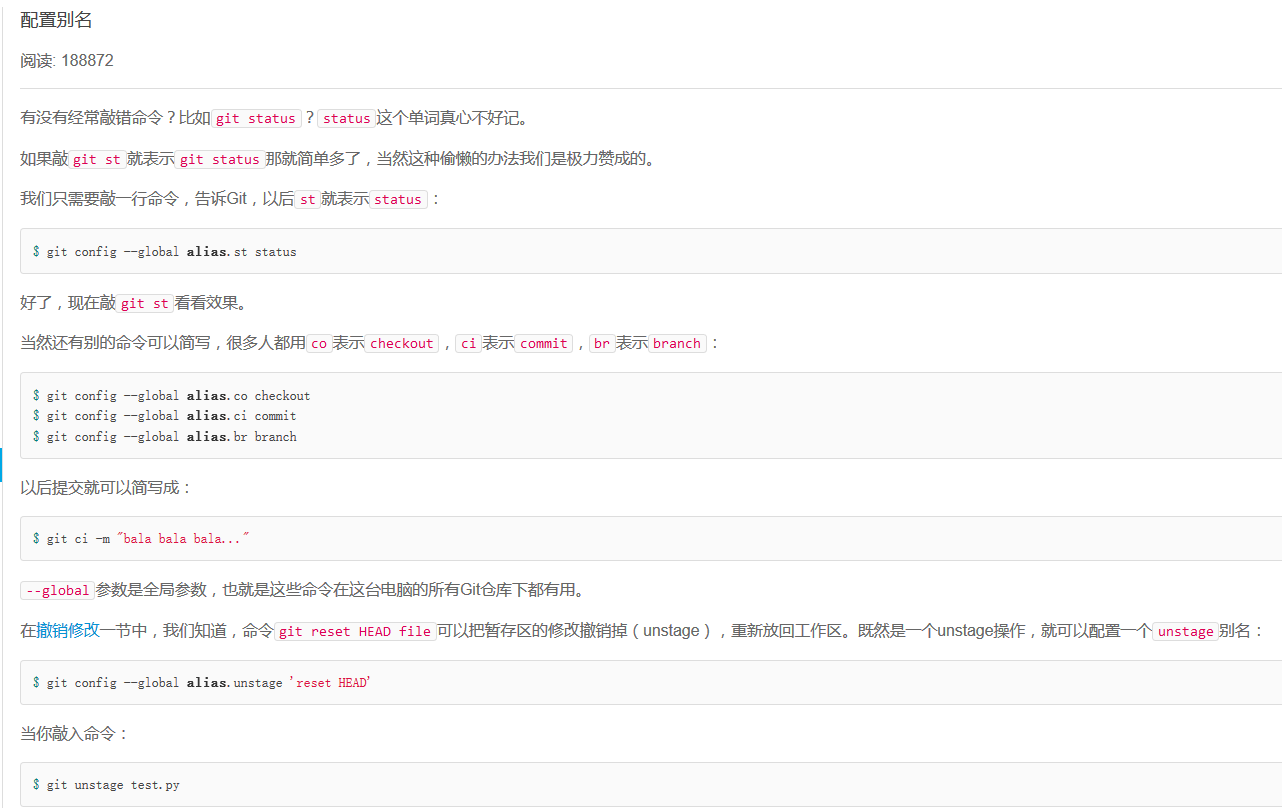 配置别名
阅读: 188872
有没有经常敲错命令？比如git status？status这个单词真心不好记。
如果敲git st就表示git status那就简单多了，当然这种偷懒的办法我们是极力赞成的。
我们只需要敲一行命令，告诉Git，以后st就表示status：
$ git config --global alias.st status
好了，现在敲git st看看效果。
当然还有别的命令可以简写，很多人都用co表示checkout，ci表示commit，br表示branch：
$ git config --global alias.co checkout
$ git config --global alias.ci commit
$ git config --global alias.br branch
以后提交就可以简写成：
$ git ci -m "bala bala bala..."
--global参数是全局参数，也就是这些命令在这台电脑的所有Git仓库下都有用。
在撤销修改一节中，我们知道，命令git reset HEAD file可以把暂存区的修改撤销掉（unstage），重新放回工作区。既然是一个unstage操作，就可以配置一个unstage别名：
$ git config --global alias.unstage 'reset HEAD'
当你敲入命令：
$ git unstage test.py